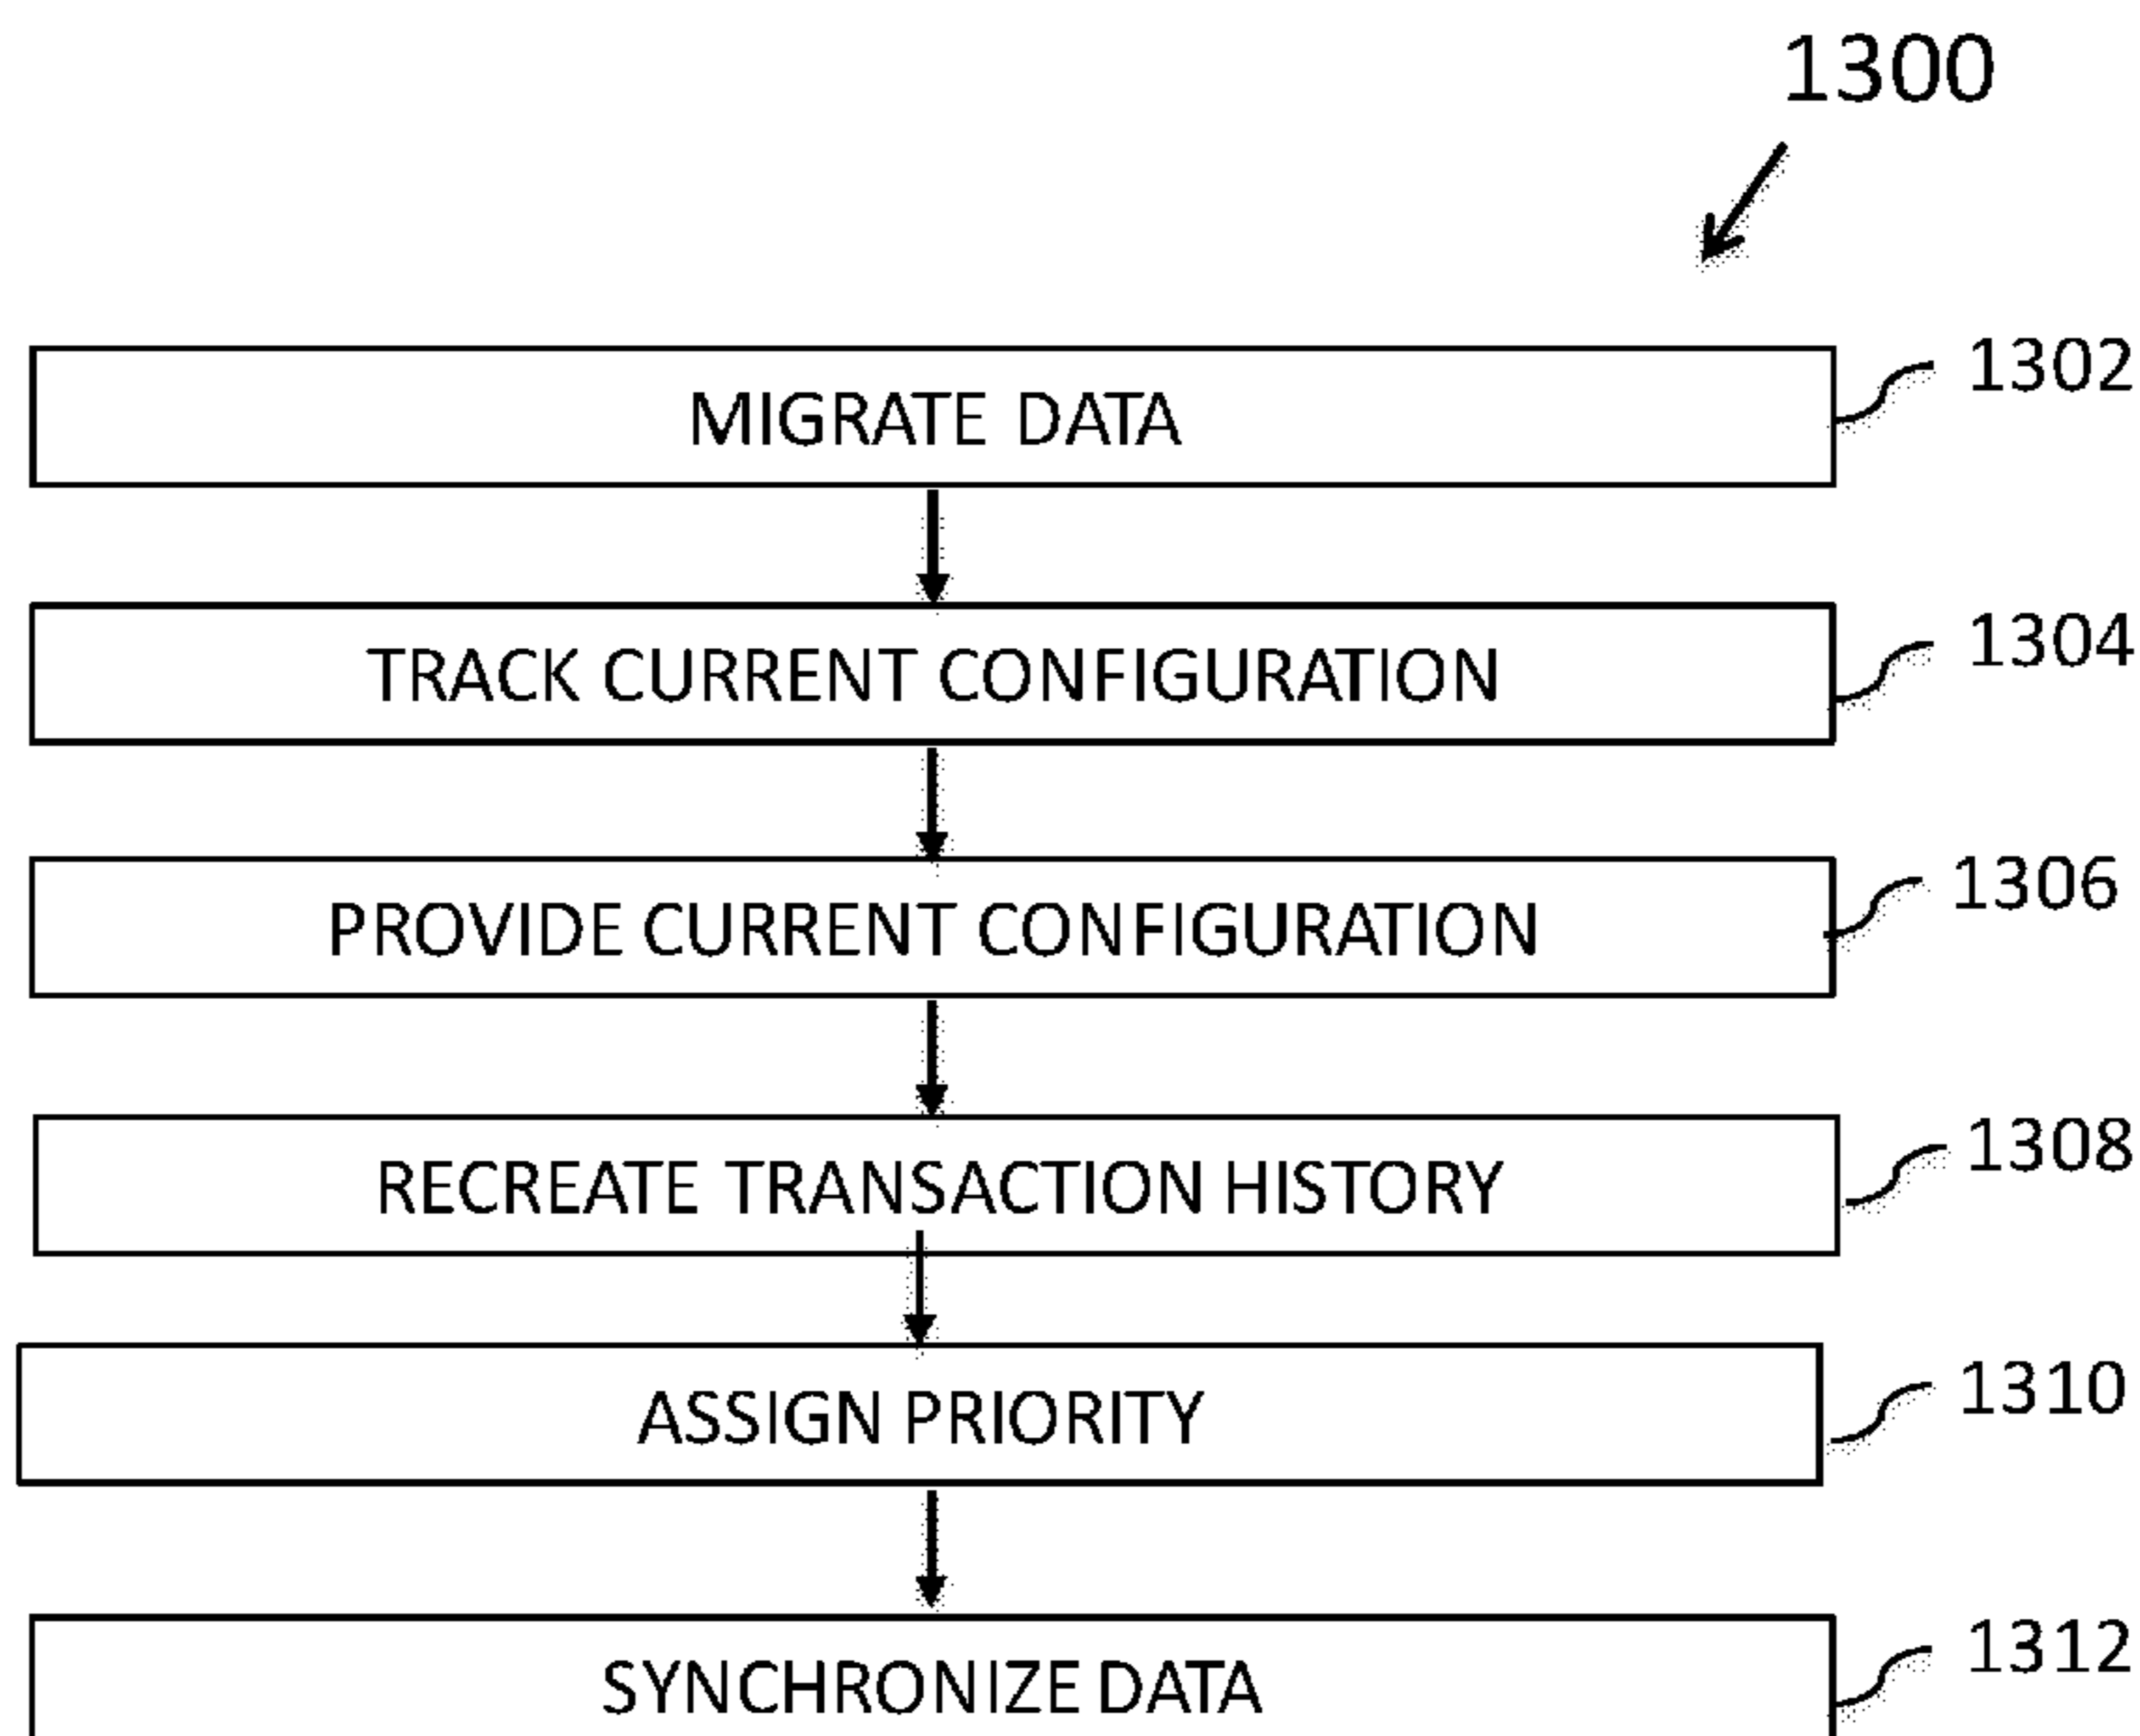 1300
MIGRATE DATA
1302
TRACK CURRENT CONFIGURATION
1304
PROVIDE CURRENT CONFIGURATION
1306
RECREATE TRANSACTION HISTORY
1308
ASSIGN PRIORITY
1310
SYNCHRONIZE DATA
1312